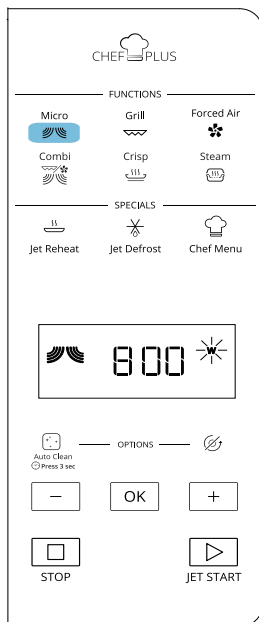 CHEF PLUS
FUNCTIONS
Micro Grill Forced Air
Combi Crisp Steam
SPECIALS
Jet Reheat Jet Defrost Chef Menu
800 W
OPTIONS
Auto Clean
Press 3 sec
− OK +
STOP JET START